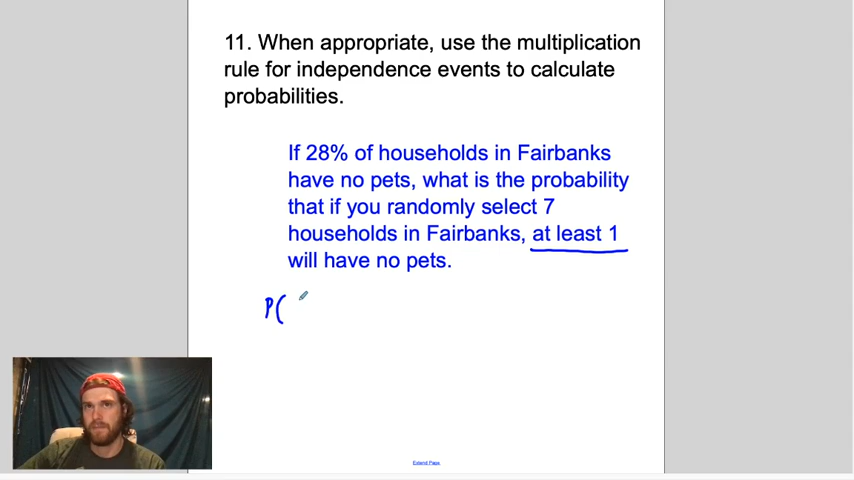 11. When appropriate, use the multiplication
rule for independence events to calculate
probabilities.
If 28% of households in Fairbanks
have no pets, what is the probability
that if you randomly select 7
households in Fairbanks, at least 1
will have no pets.
P(
Extend Page